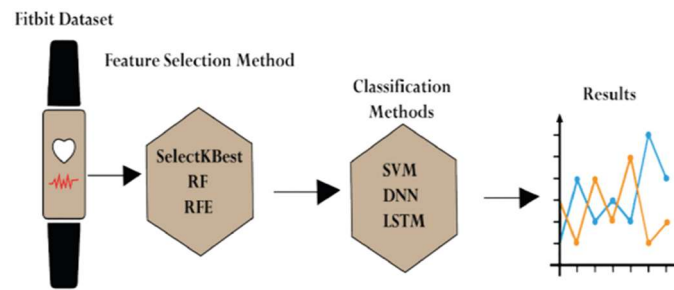 Fitbit Dataset
Feature Selection Method
SelectKBest
RF
RFE
Classification
Methods
SVM
DNN
LSTM
Results